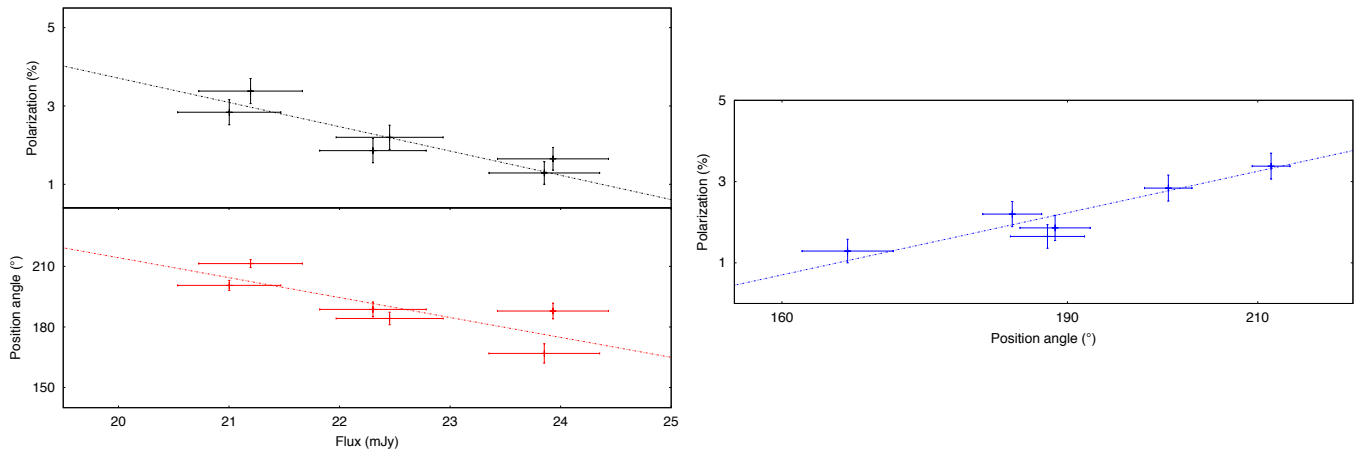 Polarization (%)
5
3
1
Position angle (°)
210
180
150
20 21 22 23 24 25
Flux (mJy)
Polarization (%)
5
3
1
160 190 210
Position angle (°)